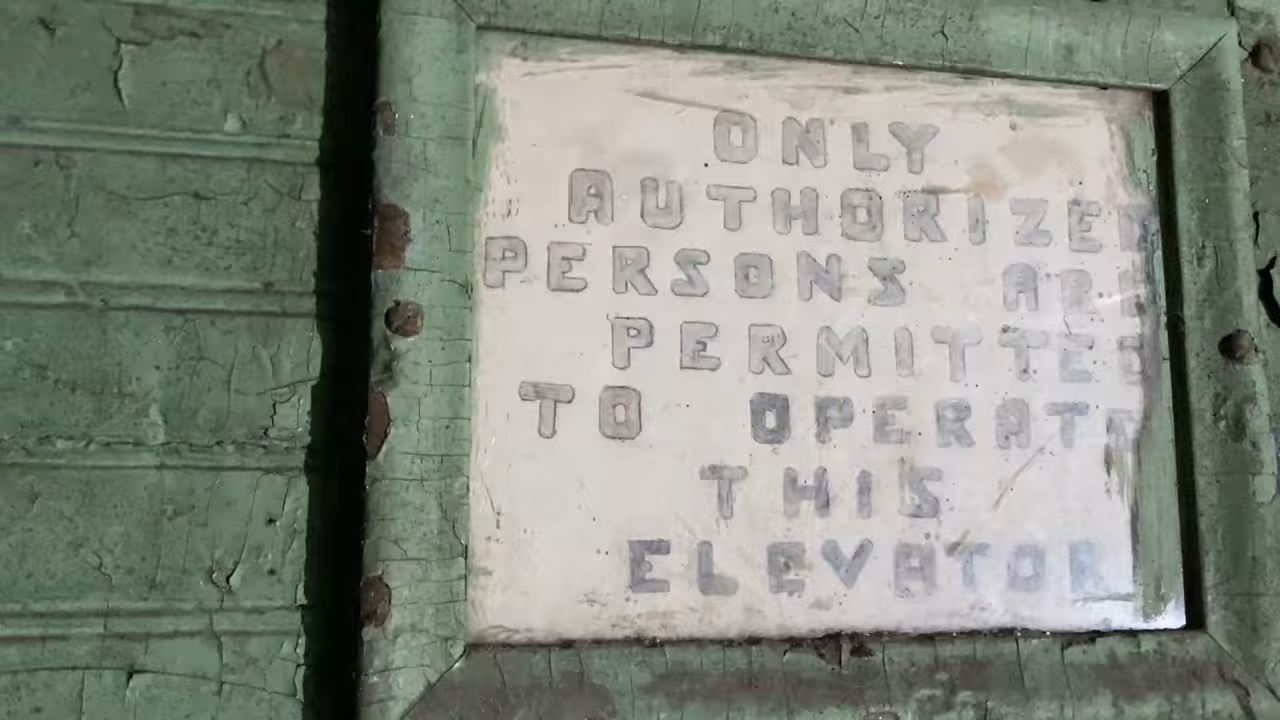 ONLY
AUTHORIZED
PERSONS ARE
PERMITTED
TO OPERATE
THIS
ELEVATOR